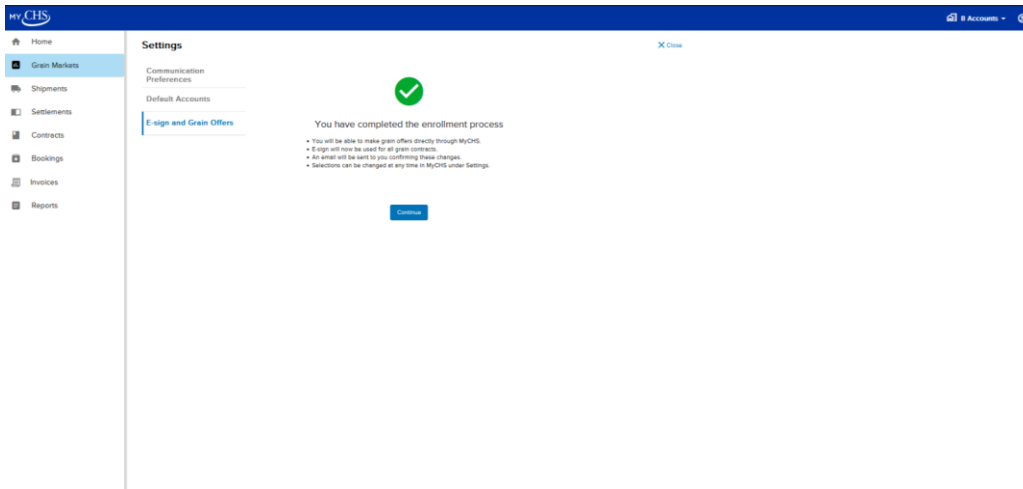 MY CHS
8 Accounts
Home
Grain Markets
Shipments
Settlements
Contracts
Bookings
Invoices
Reports
Settings
Close
Communication
Preferences
Default Accounts
E-sign and Grain Offers
You have completed the enrollment process
• You will be able to make grain offers directly through MyCHS.
• E-sign will now be used for all grain contracts.
• An email will be sent to you confirming these changes.
• Selections can be changed at any time in MyCHS under Settings.
Continue